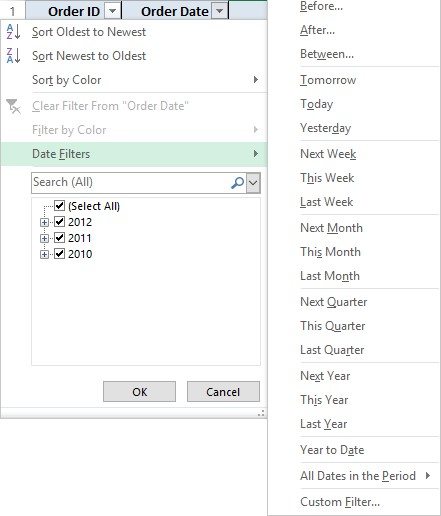 1 Order ID Order Date
Sort Oldest to Newest
Sort Newest to Oldest
Sort by Color
Clear Filter From "Order Date"
Filter by Color
Date Filters
Search (All)
(Select All)
2012
2011
2010
OK Cancel
Before...
After...
Between...
Tomorrow
Today
Yesterday
Next Week
This Week
Last Week
Next Month
This Month
Last Month
Next Quarter
This Quarter
Last Quarter
Next Year
This Year
Last Year
Year to Date
All Dates in the Period
Custom Filter...